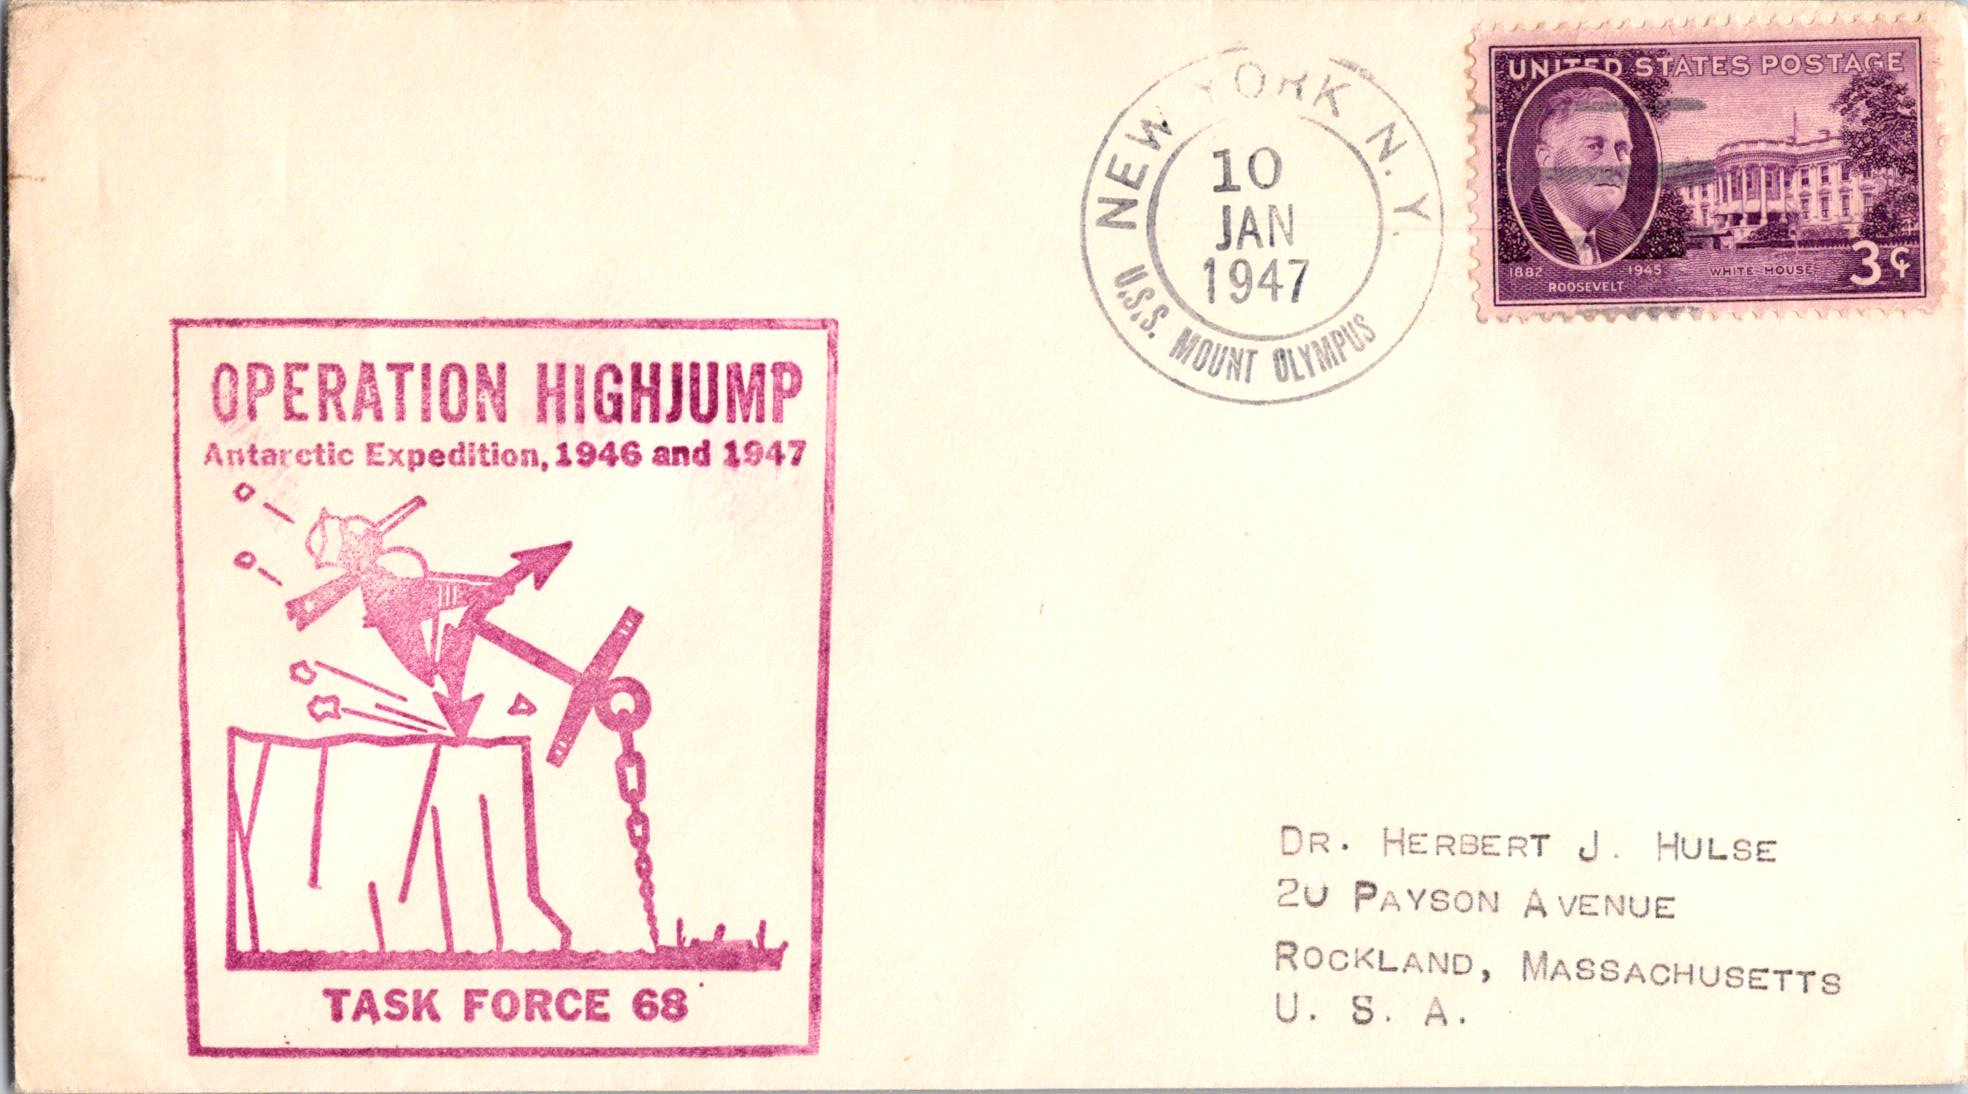 OPERATION HIGHJUMP
Antarctic Expedition, 1946 and 1947
TASK FORCE 68
NEW YORK N.Y.
10
JAN
1947
U.S.S. MOUNT OLYMPUS
UNITED STATES POSTAGE
1882 1945
ROOSEVELT
WHITE HOUSE
3¢
DR. HERBERT J. HULSE
20 PAYSON AVENUE
ROCKLAND, MASSACHUSETTS
U. S. A.